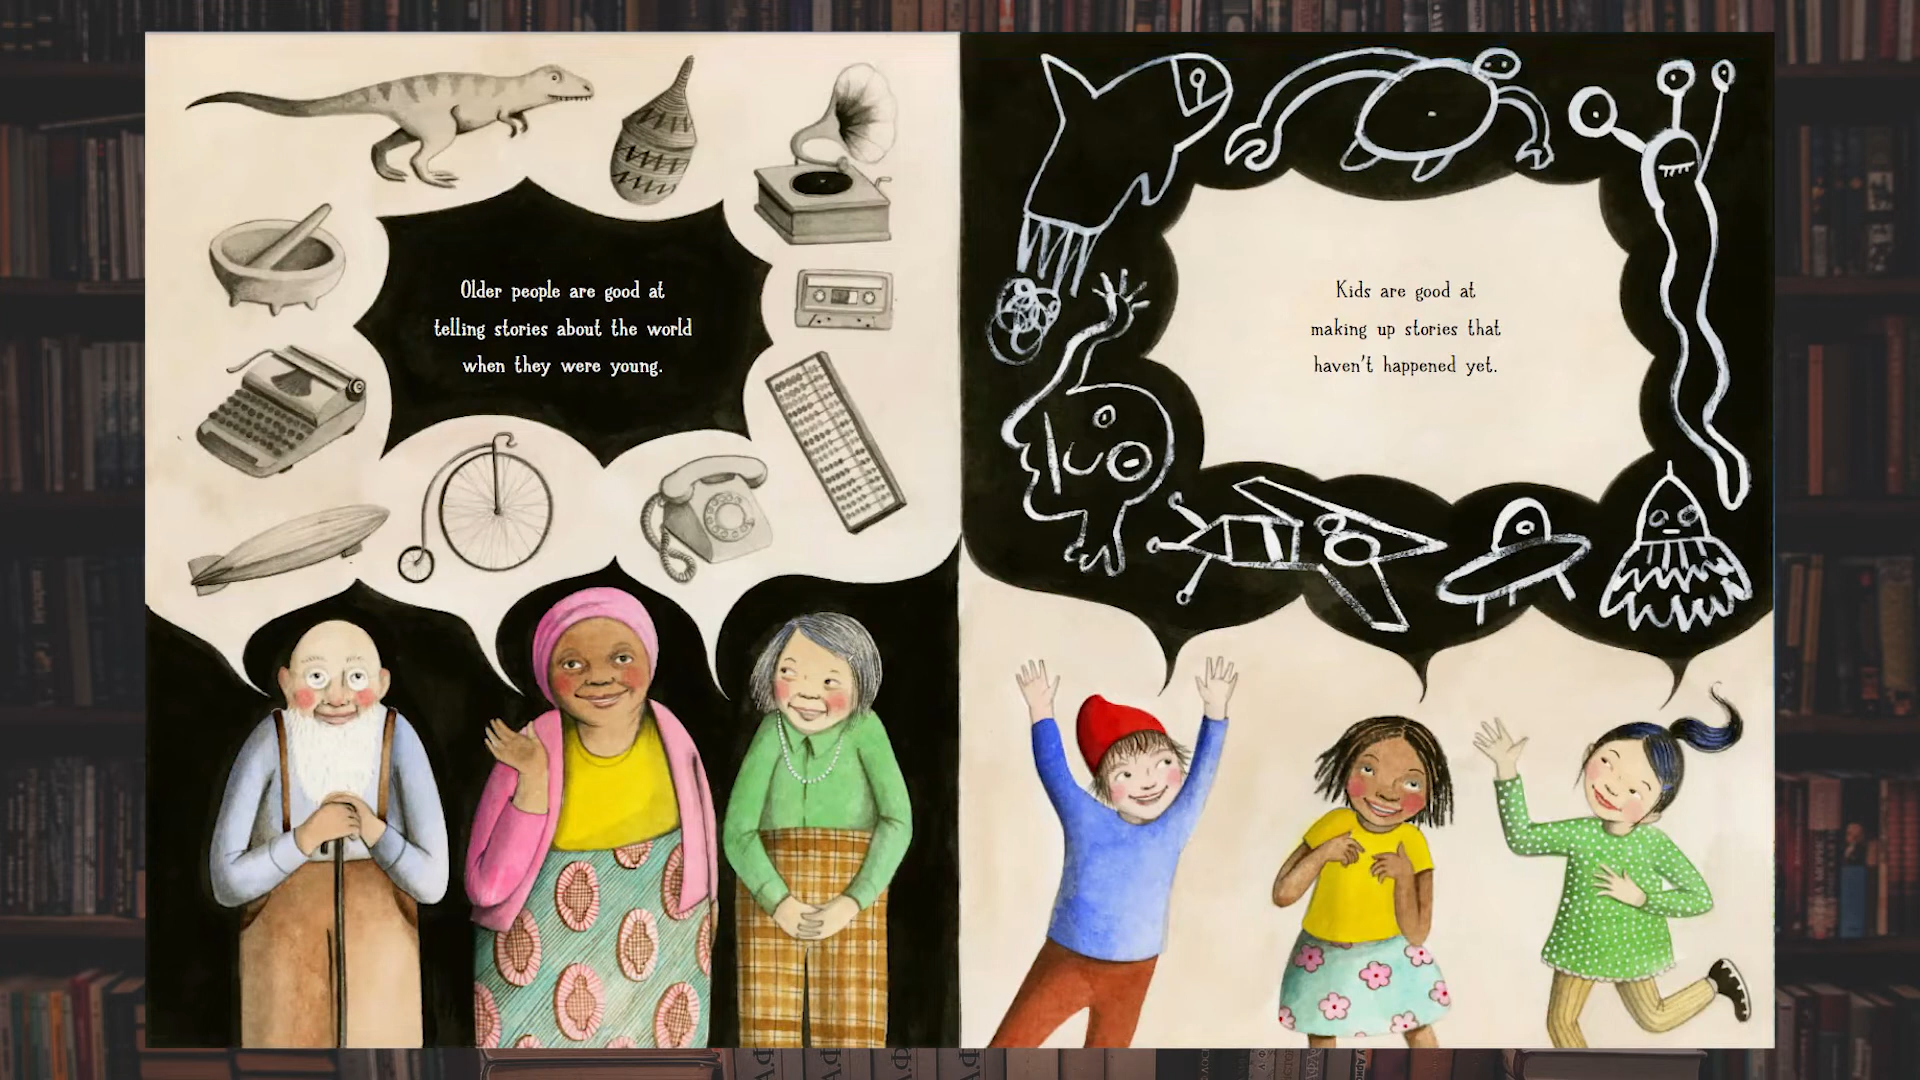 Older people are good at
telling stories about the world
when they were young.
Kids are good at
making up stories that
haven't happened yet.